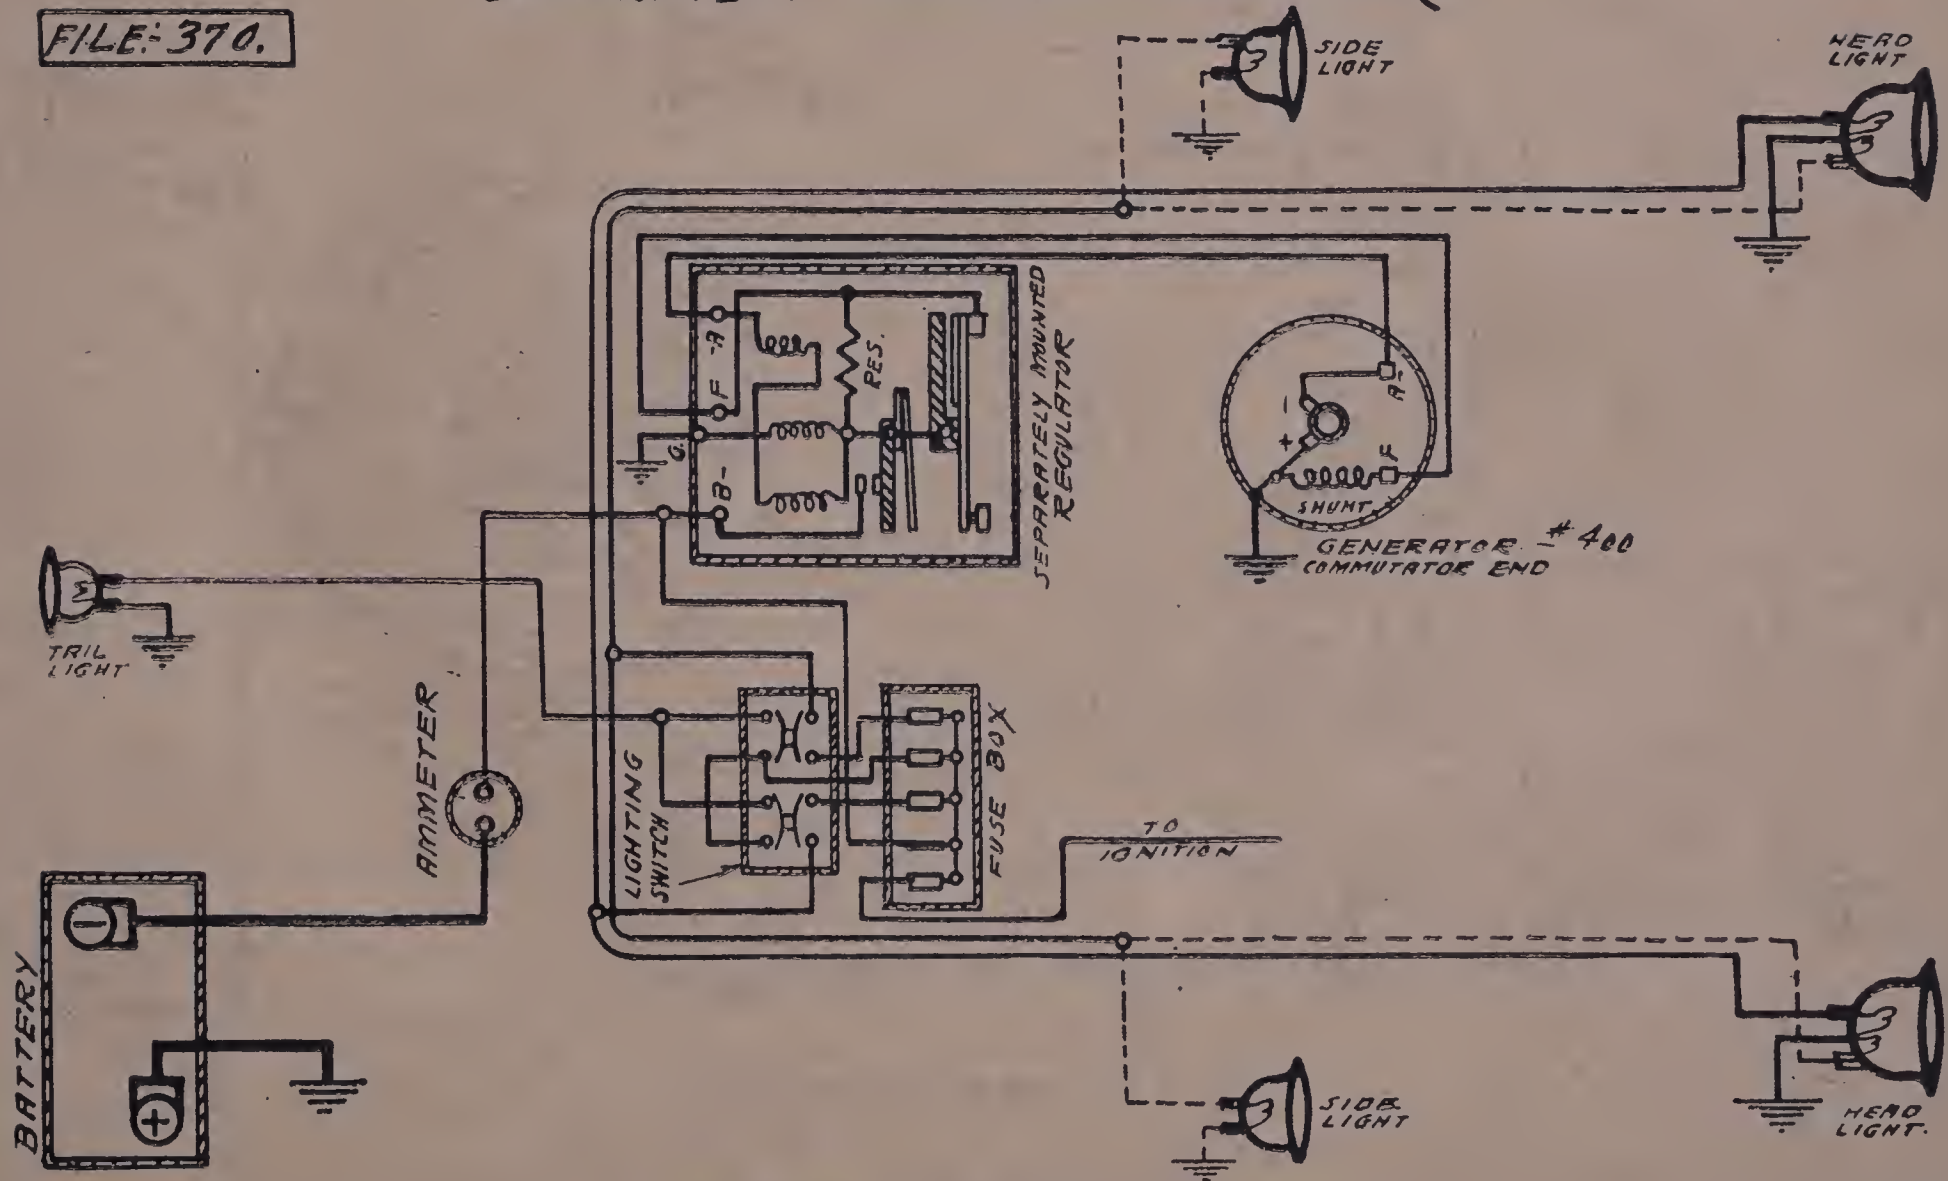 FILE:- 370.
SIDE
LIGHT
HEAD
LIGHT
-A
F
G.
B-
RES.
SEPARATELY MOUNTED
REGULATOR
-
+
A-
F
SHUNT.
GENERATOR - # 400
COMMUTATOR END
TAIL
LIGHT
AMMETER
LIGHTING
SWITCH
FUSE BOX
TO
IGNITION
BATTERY
-
+
SIDE
LIGHT
HEAD
LIGHT.